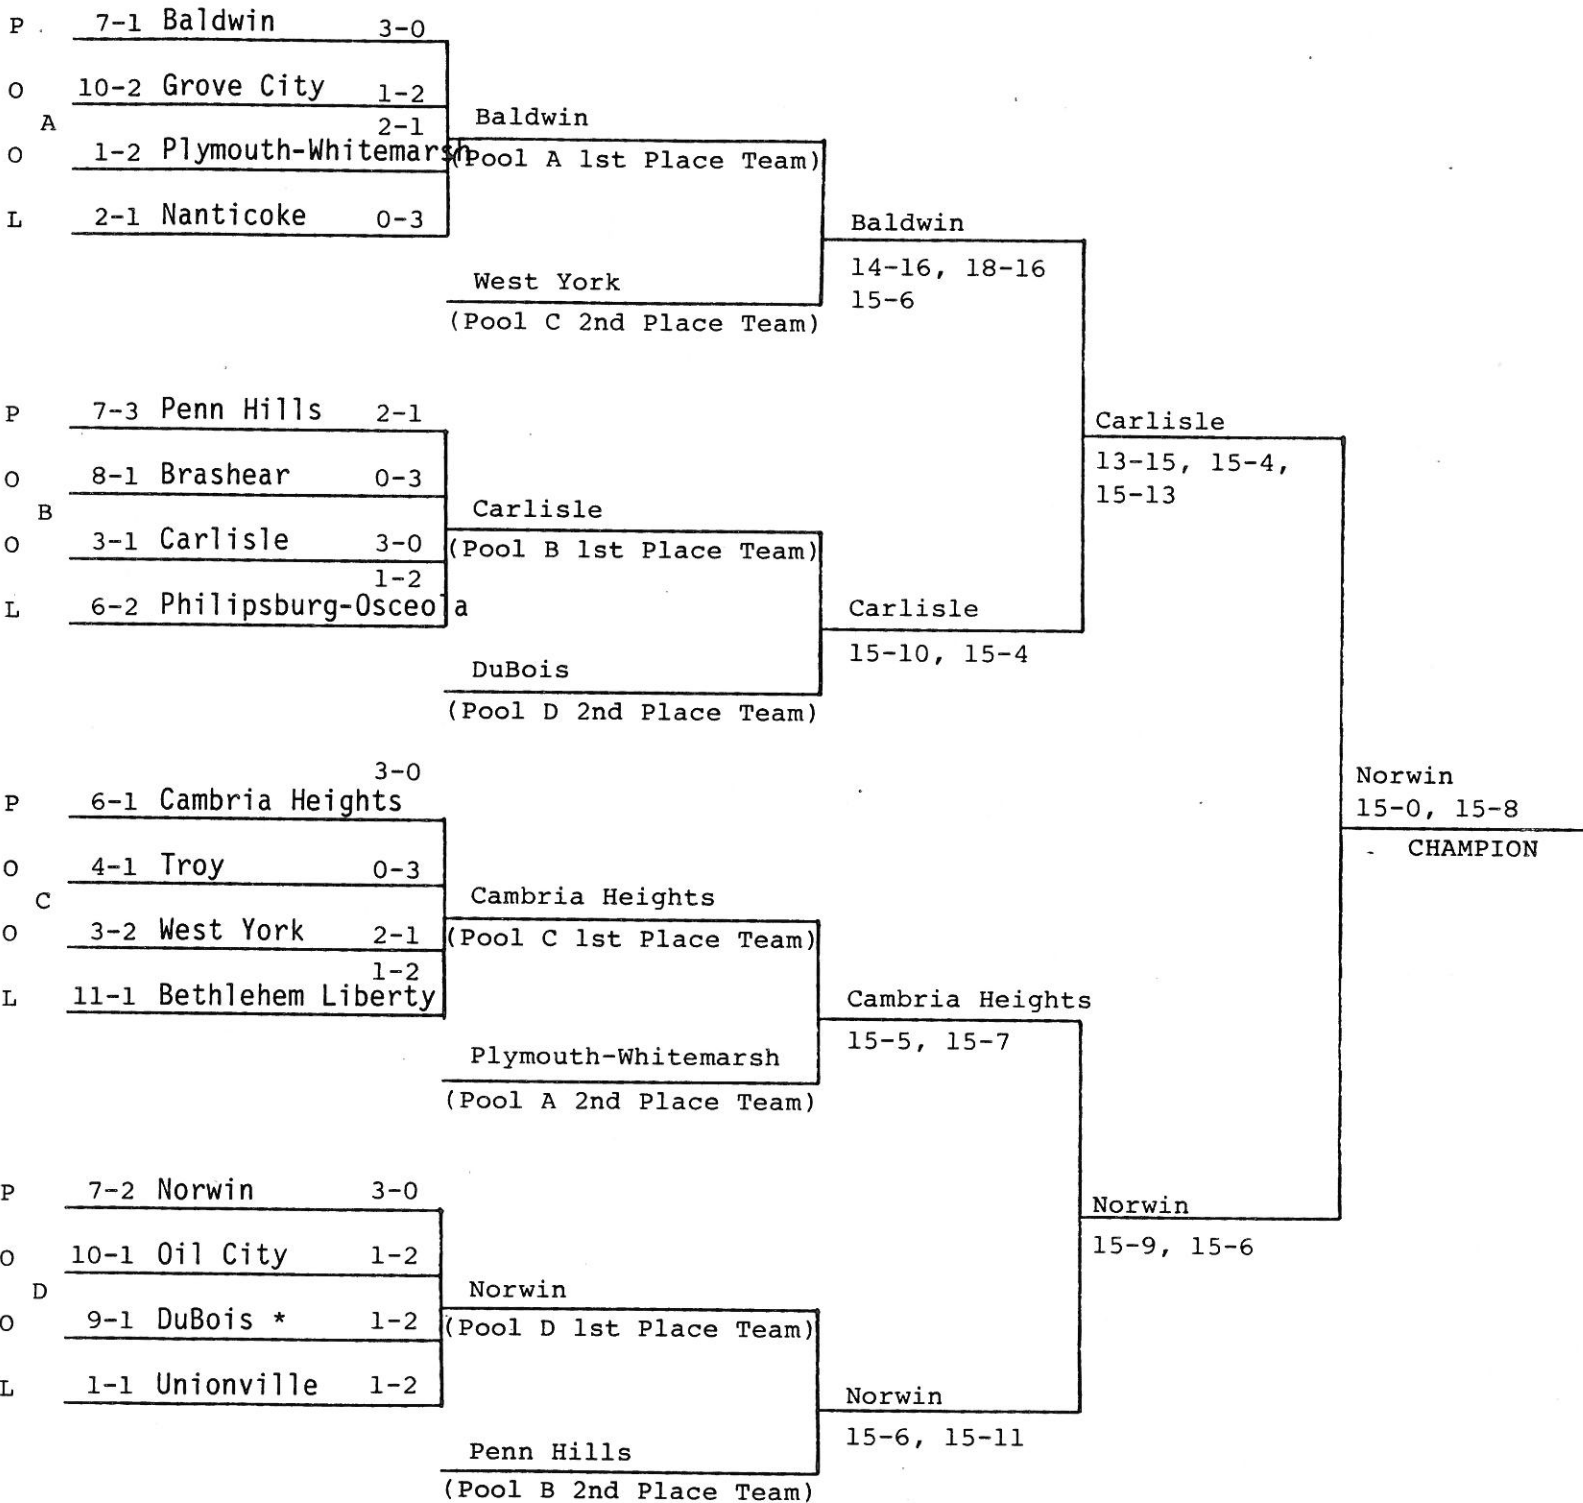 P 7-1 Baldwin 3-0
O 10-2 Grove City 1-2
A
2-1
O 1-2 Plymouth-Whitemarsh
L 2-1 Nanticoke 0-3
Baldwin
(Pool A 1st Place Team)
West York
(Pool C 2nd Place Team)
Baldwin
14-16, 18-16
15-6
P 7-3 Penn Hills 2-1
O 8-1 Brashear 0-3
B
O 3-1 Carlisle 3-0
1-2
L 6-2 Philipsburg-Osceola
Carlisle
(Pool B 1st Place Team)
DuBois
(Pool D 2nd Place Team)
Carlisle
15-10, 15-4
Carlisle
13-15, 15-4,
15-13
3-0
P 6-1 Cambria Heights
O 4-1 Troy 0-3
C
O 3-2 West York 2-1
1-2
L 11-1 Bethlehem Liberty
Cambria Heights
(Pool C 1st Place Team)
Plymouth-Whitemarsh
(Pool A 2nd Place Team)
Cambria Heights
15-5, 15-7
P 7-2 Norwin 3-0
O 10-1 Oil City 1-2
D
O 9-1 DuBois * 1-2
L 1-1 Unionville 1-2
Norwin
(Pool D 1st Place Team)
Penn Hills
(Pool B 2nd Place Team)
Norwin
15-6, 15-11
Norwin
15-9, 15-6
Norwin
15-0, 15-8
CHAMPION